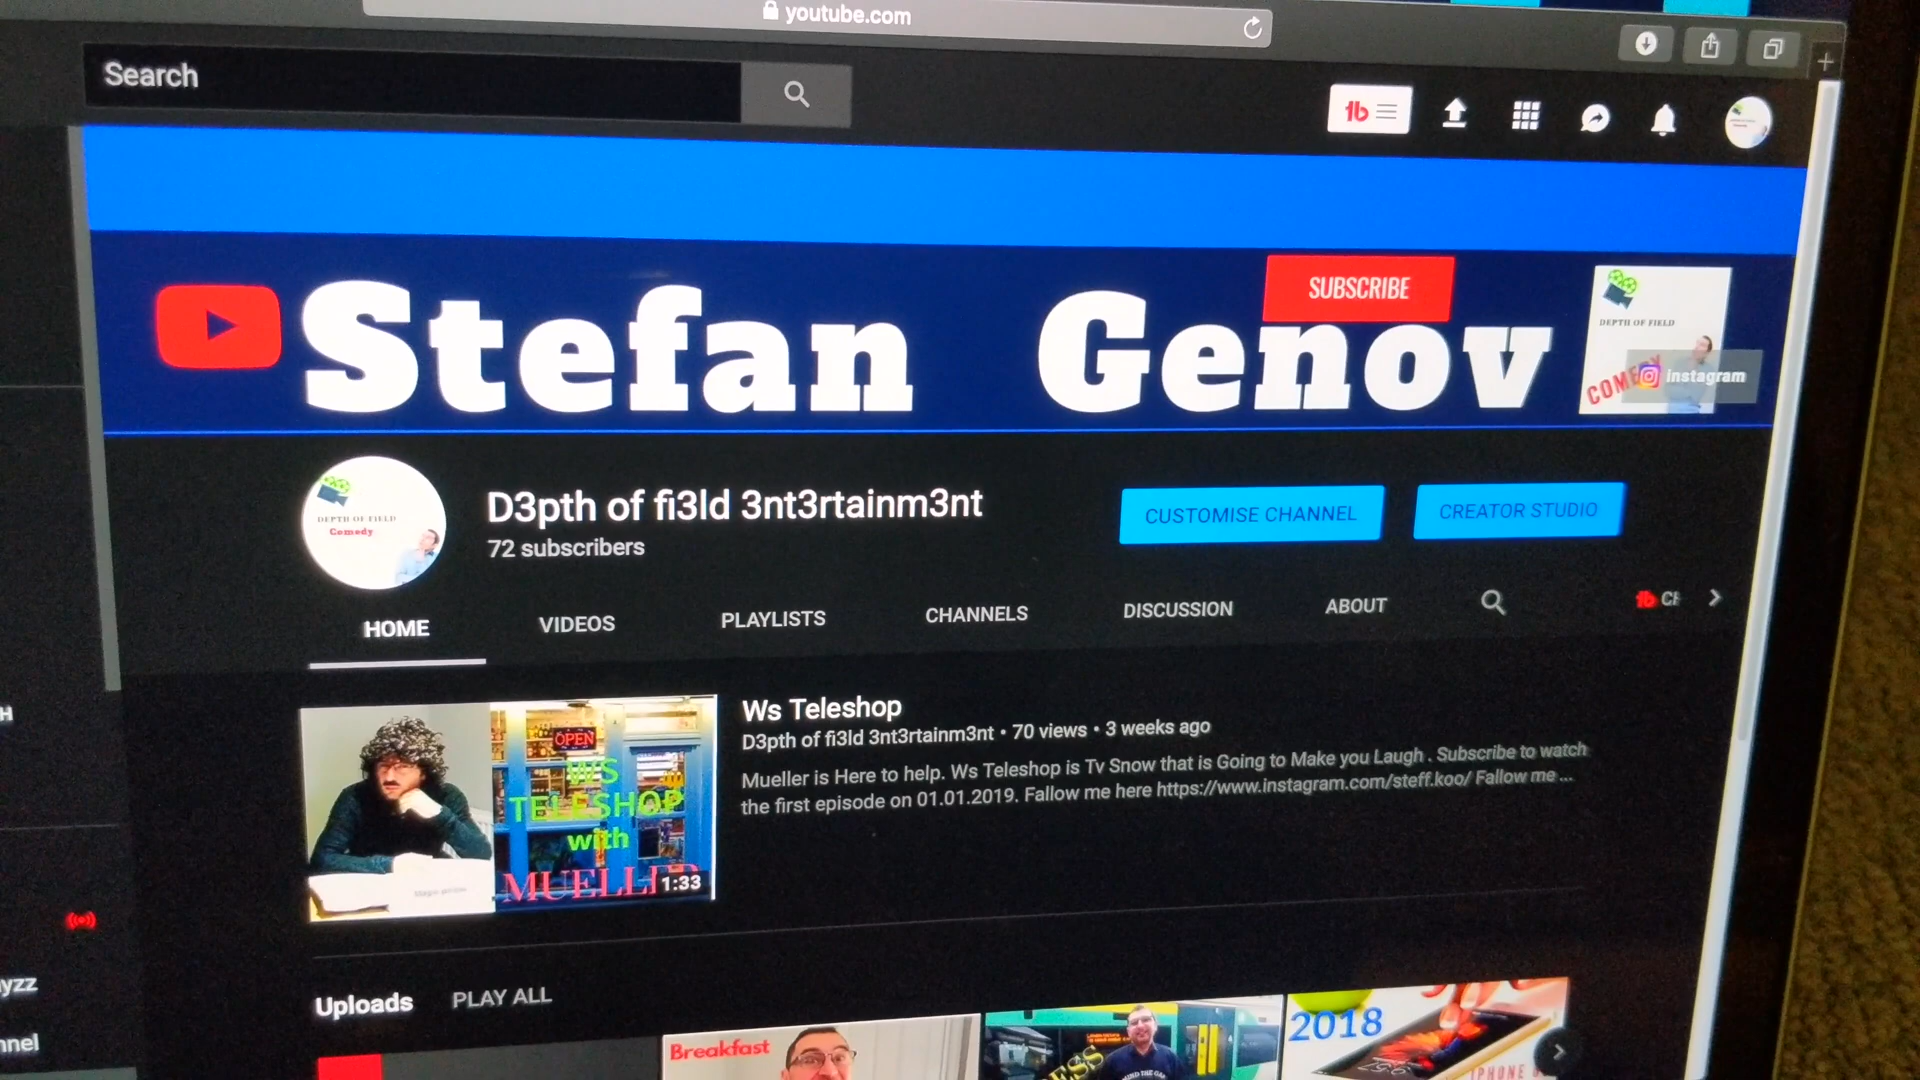 youtube.com
Search
SUBSCRIBE
Stefan Genov
DEPTH OF FIELD
instagram
DEPTH OF FIELD
Comedy
D3pth of fi3ld 3nt3rtainm3nt
72 subscribers
CUSTOMISE CHANNEL
CREATOR STUDIO
HOME VIDEOS PLAYLISTS CHANNELS DISCUSSION ABOUT
Ws Teleshop
D3pth of fi3ld 3nt3rtainm3nt • 70 views • 3 weeks ago
Mueller is Here to help. Ws Teleshop is Tv Snow that is Going to Make you Laugh . Subscribe to watch
the first episode on 01.01.2019. Fallow me here https://www.instagram.com/steff.koo/ Fallow me ...
OPEN
WS
TELESHOP
with
1:33
Uploads PLAY ALL
Breakfast
2018